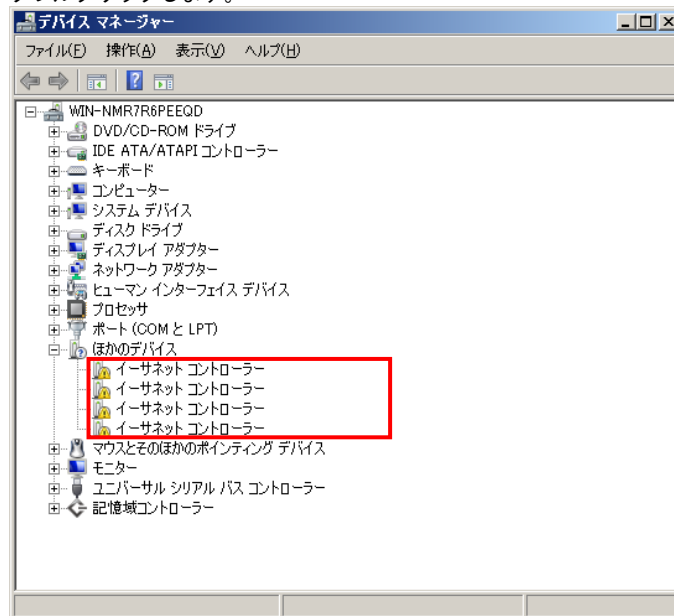 デバイス マネージャー
ファイル(F) 操作(A) 表示(V) ヘルプ(H)
WIN-NMR7R6PEEQD
DVD/CD-ROM ドライブ
IDE ATA/ATAPI コントローラー
キーボード
コンピューター
システム デバイス
ディスク ドライブ
ディスプレイ アダプター
ネットワーク アダプター
ヒューマン インターフェイス デバイス
プロセッサ
ポート (COM と LPT)
ほかのデバイス
イーサネット コントローラー
イーサネット コントローラー
イーサネット コントローラー
イーサネット コントローラー
マウスとそのほかのポインティング デバイス
モニター
ユニバーサル シリアル バス コントローラー
記憶域コントローラー